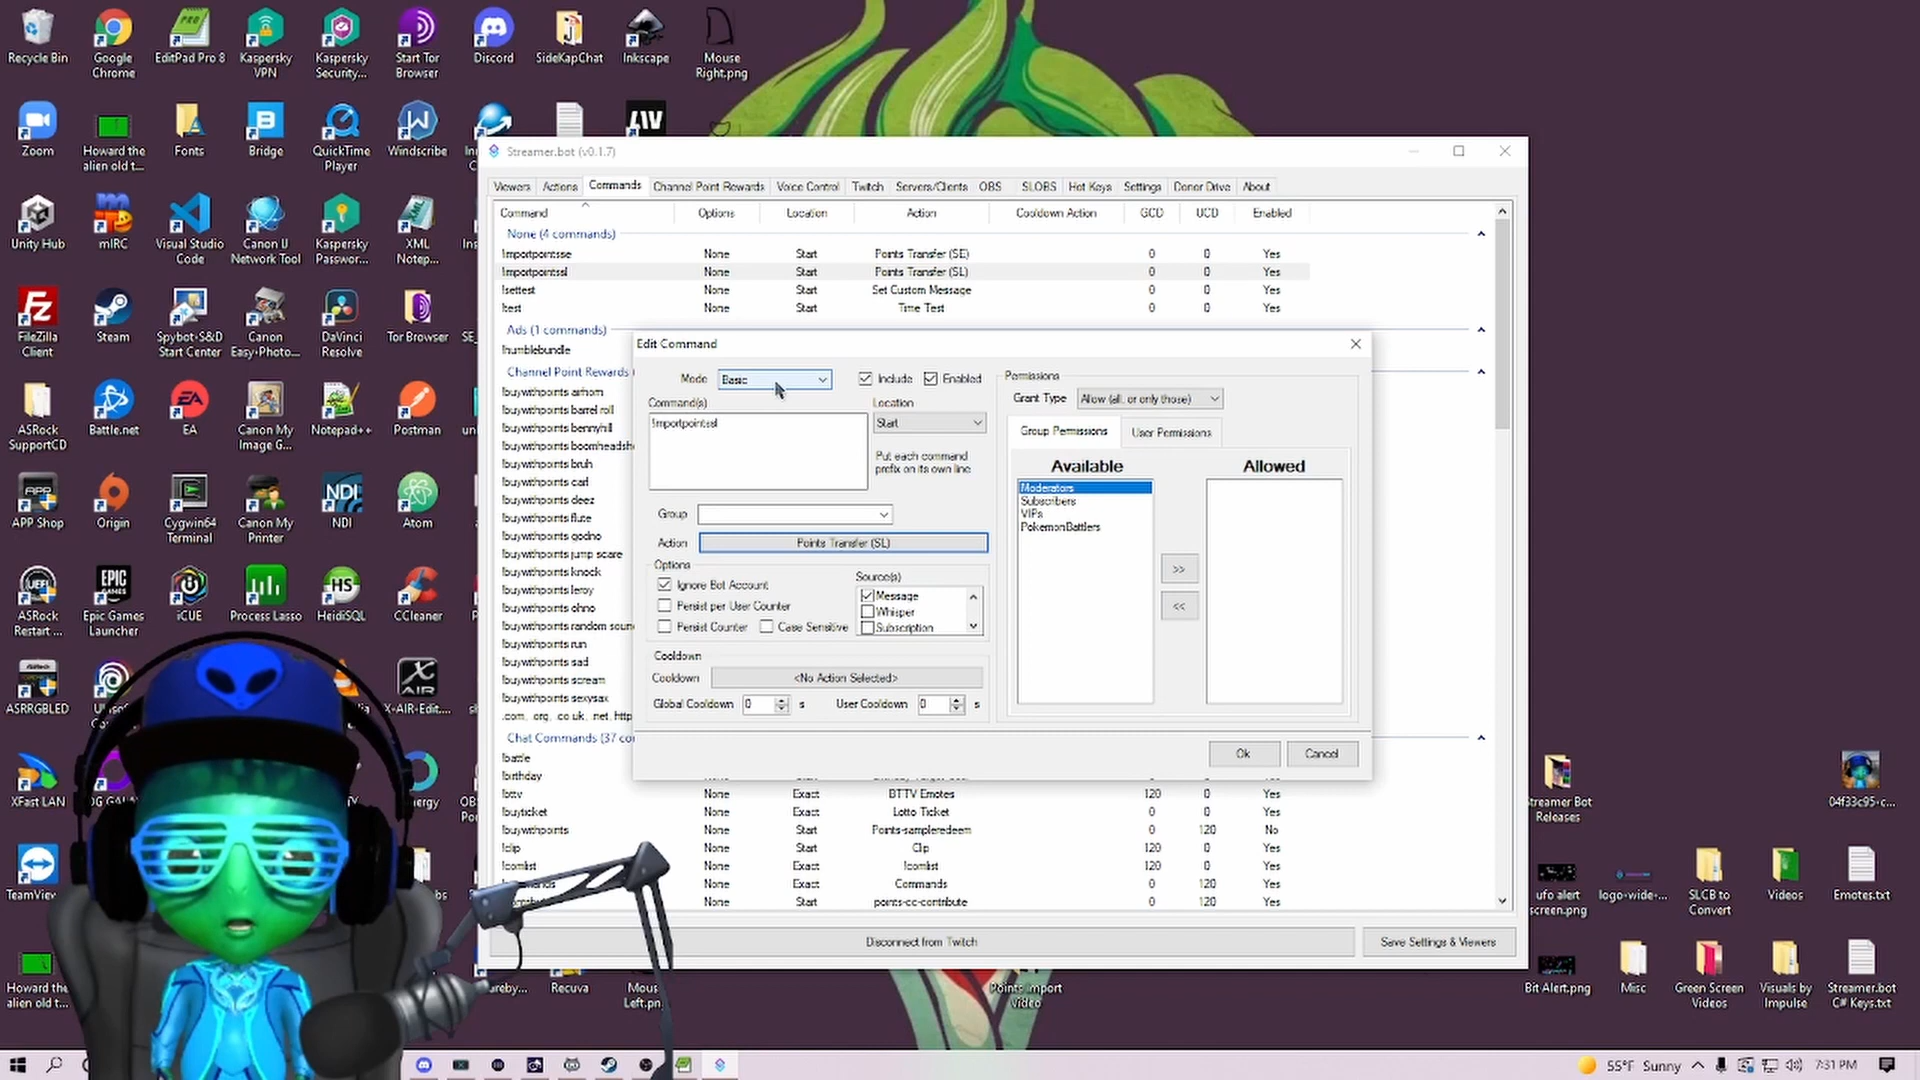 Recycle Bin
Google
Chrome
EditPad Pro 8
Kaspersky
VPN
Kaspersky
Security...
Start Tor
Browser
Discord
SideKapChat
Inkscape
Mouse
Right.png
Zoom
Howard the
alien old t...
Fonts
Bridge
QuickTime
Player
Windscribe
Unity Hub
mIRC
Visual Studio
Code
Canon IJ
Network Tool
Kaspersky
Passwor...
XML
Notep...
FileZilla
Client
Steam
Spybot-S&D
Start Center
Canon
Easy-Photo...
DaVinci
Resolve
Tor Browser
ASRock
SupportCD
Battle.net
EA
Canon My
Image G...
Notepad++
Postman
APP Shop
Origin
Cygwin64
Terminal
Canon My
Printer
NDI
Atom
ASRock
Restart ...
Epic Games
Launcher
iCUE
Process Lasso
HeidiSQL
CCleaner
ASRRGBLED
X-AIR-Edit...
XFast LAN
TeamView...
Howard the
alien old t...
Recuva
Mouse
Left.pn...
Points Import
Video
Streamer.bot (v0.1.7)
Viewers Actions Commands Channel Point Rewards Voice Control Twitch Servers/Clients OBS SLOBS Hot Keys Settings Donor Drive About
Command Options Location Action Cooldown Action GCD UCD Enabled
None (4 commands)
!importpointsse None Start Points Transfer (SE) 0 0 Yes
!importpointssl None Start Points Transfer (SL) 0 0 Yes
!settest None Start Set Custom Message 0 0 Yes
!test None Start Time Test 0 0 Yes
Ads (1 commands)
!humblebundle
Channel Point Rewards (
!buywithpoints airhorn
!buywithpoints barrel roll
!buywithpoints bennyhill
!buywithpoints boomheadsh
!buywithpoints bruh
!buywithpoints carl
!buywithpoints deez
!buywithpoints flute
!buywithpoints godno
!buywithpoints jump scare
!buywithpoints knock
!buywithpoints leroy
!buywithpoints ohno
!buywithpoints random soun
!buywithpoints run
!buywithpoints sad
!buywithpoints scream
!buywithpoints sexysax
.com, .org, .co.uk, .net, http
Chat Commands (37 co
!battle
!birthday
!bttv None Exact BTTV Emotes 120 0 Yes
!buyticket None Exact Lotto Ticket 0 0 Yes
!buywithpoints None Start Points-sampleredeem 0 120 No
!clip None Start Clip 120 0 Yes
!comlist None Exact !comlist 120 0 Yes
None Exact Commands 0 120 Yes
None Start points-cc-contribute 0 120 Yes
Disconnect from Twitch
Save Settings & Viewers
Edit Command
Mode Basic Include Enabled
Command(s)
!importpointssl
Location
Start
Put each command
prefix on its own line
Group
Action Points Transfer (SL)
Options
Ignore Bot Account
Persist per User Counter
Persist Counter Case Sensitive
Source(s)
Message
Whisper
Subscription
Cooldown
Cooldown <No Action Selected>
Global Cooldown 0 s User Cooldown 0 s
Permissions
Grant Type Allow (all, or only those)
Group Permissions User Permissions
Available Allowed
Moderators
Subscribers
VIPs
PokemonBattlers
>>
<<
Ok Cancel
Streamer Bot
Releases
04f33c95-c...
ufo alert
screen.png
logo-wide-...
SLCB to
Convert
Videos
Emotes.txt
Bit Alert.png
Misc
Green Screen
Videos
Visuals by
Impulse
Streamer.bot
C# Keys.txt
55°F Sunny
7:31 PM